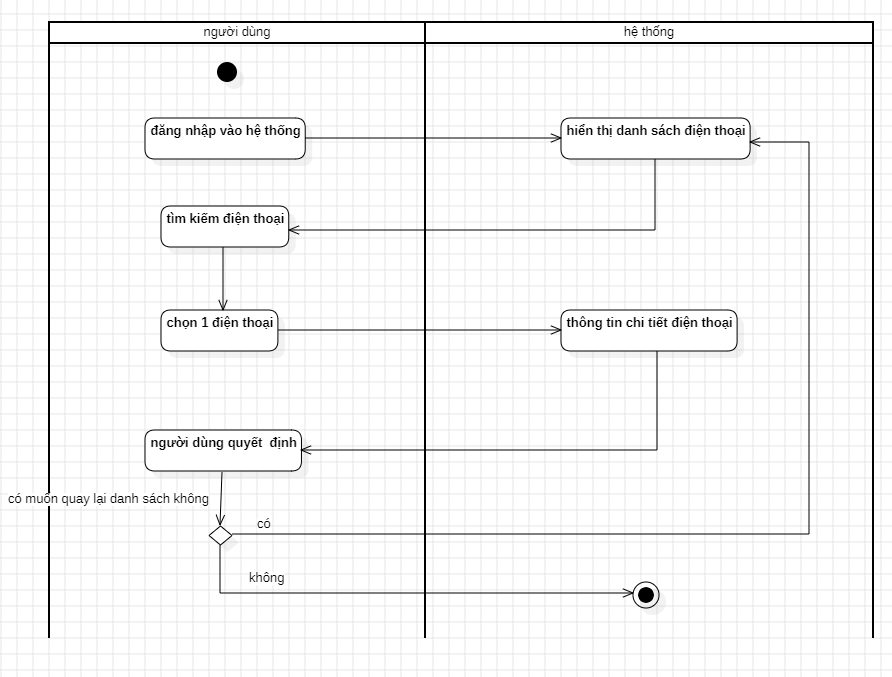 người dùng
hệ thống
đăng nhập vào hệ thống
hiển thị danh sách điện thoại
tìm kiếm điện thoại
chọn 1 điện thoại
thông tin chi tiết điện thoại
người dùng quyết  định
có muốn quay lại danh sách không
có
không